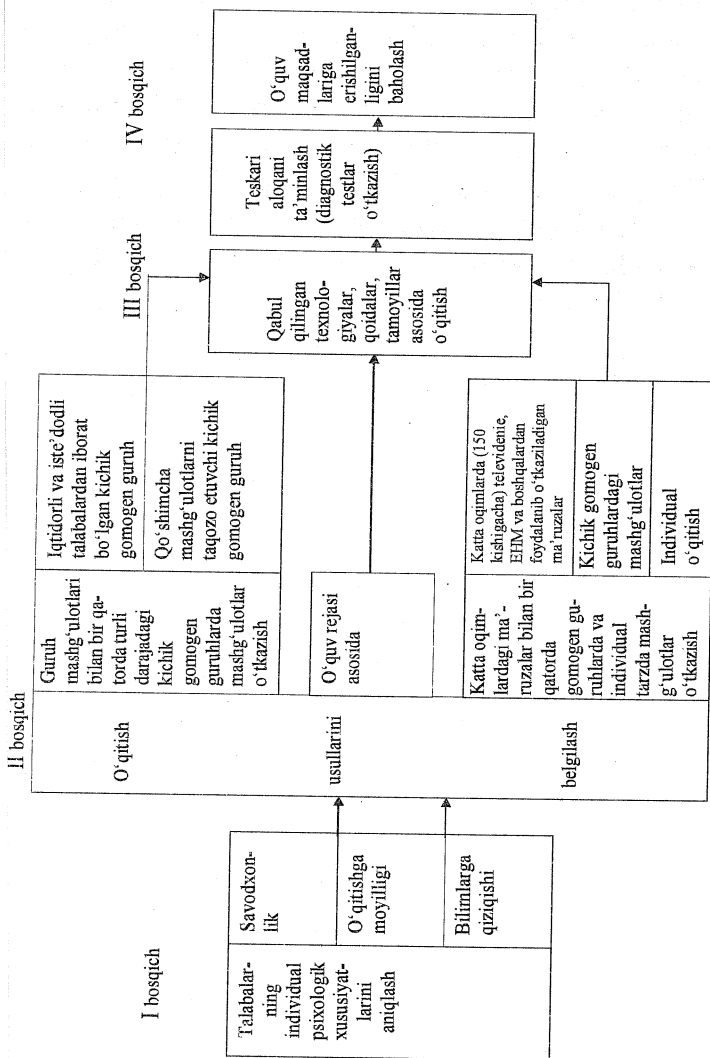 I bosqich
Talabalar-
ning
individual
psixologik
xususiyat-
larini
aniqlash
Savodxon-
lik
O‘qitishga
moyilligi
Bilimlarga
qiziqishi
II bosqich
O‘qitish
usullarini
belgilash
Guruh
mashg‘ulotlari
bilan bir qa-
torda turli
darajadagi
kichik
gomogen
guruhlarda
mashg‘ulotlar
o‘tkazish
Iqtidorli va iste’dodli
talabalardan iborat
bo‘lgan kichik
gomogen guruh
Qo‘shimcha
mashg‘ulotlarni
taqozo etuvchi kichik
gomogen guruh
O‘quv rejasi
asosida
Katta oqim-
lardagi ma’-
ruzalar bilan bir
qatorda
gomogen gu-
ruhlarda va
individual
tarzda mash-
g‘ulotlar
o‘tkazish
Katta oqimlarda (150
kishigacha) televidenie,
EHM va boshqalardan
foydalanib o‘tkaziladigan
ma’ruzalar
Kichik gomogen
guruhlardagi
mashg‘ulotlar
Individual
o‘qitish
III bosqich
Qabul
qilingan
texnolo-
giyalar,
qoidalar,
tamoyillar
asosida
o‘qitish
IV bosqich
Teskari
aloqani
ta’minlash
(diagnostik
testlar
o‘tkazish)
O‘quv
maqsad-
lariga
erishilgan-
ligini
baholash